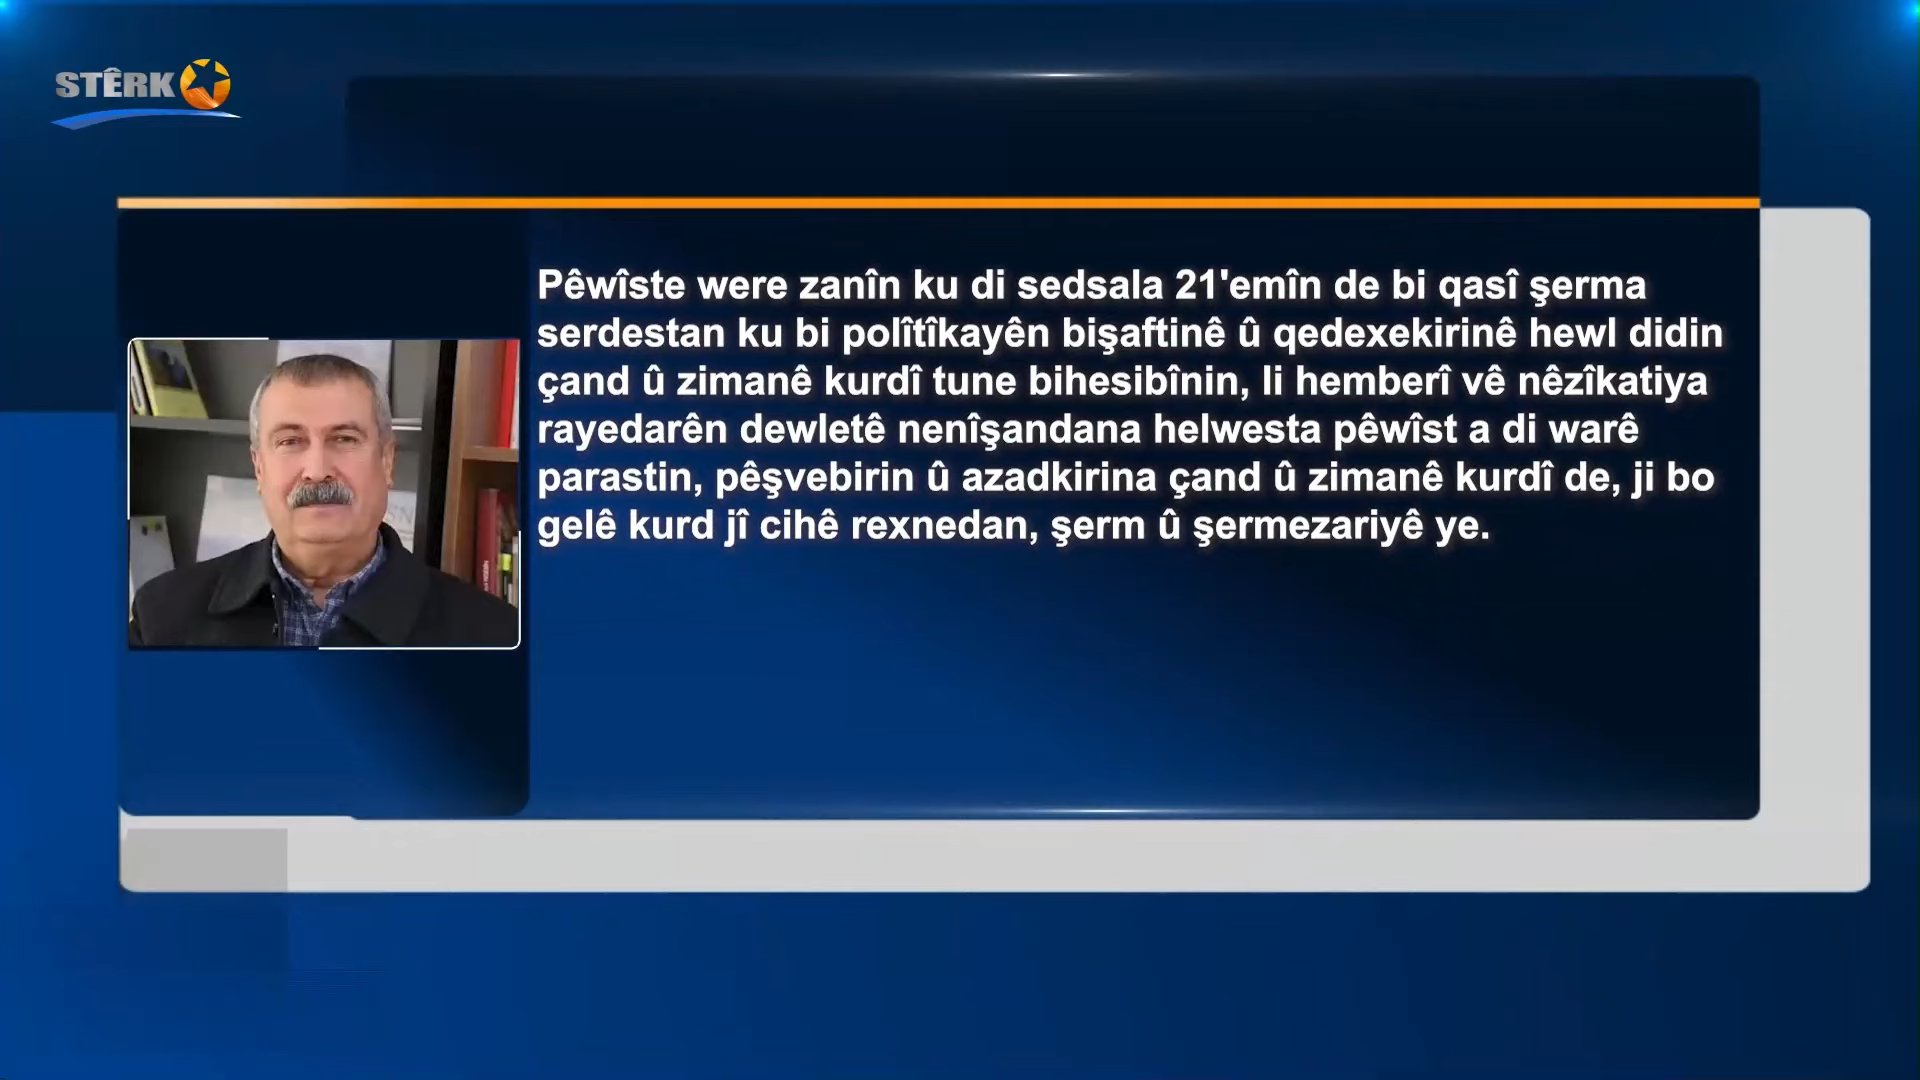 STÊRK
Pêwîste were zanîn ku di sedsala 21'emîn de bi qasî şerma
serdestan ku bi polîtîkayên bişaftinê û qedexekirinê hewl didin
çand û zimanê kurdî tune bihesibînin, li hemberî vê nêzîkatiya
rayedarên dewletê nenîşandana helwesta pêwîst a di warê
parastin, pêşvebirin û azadkirina çand û zimanê kurdî de, ji bo
gelê kurd jî cihê rexnedan, şerm û şermezariyê ye.